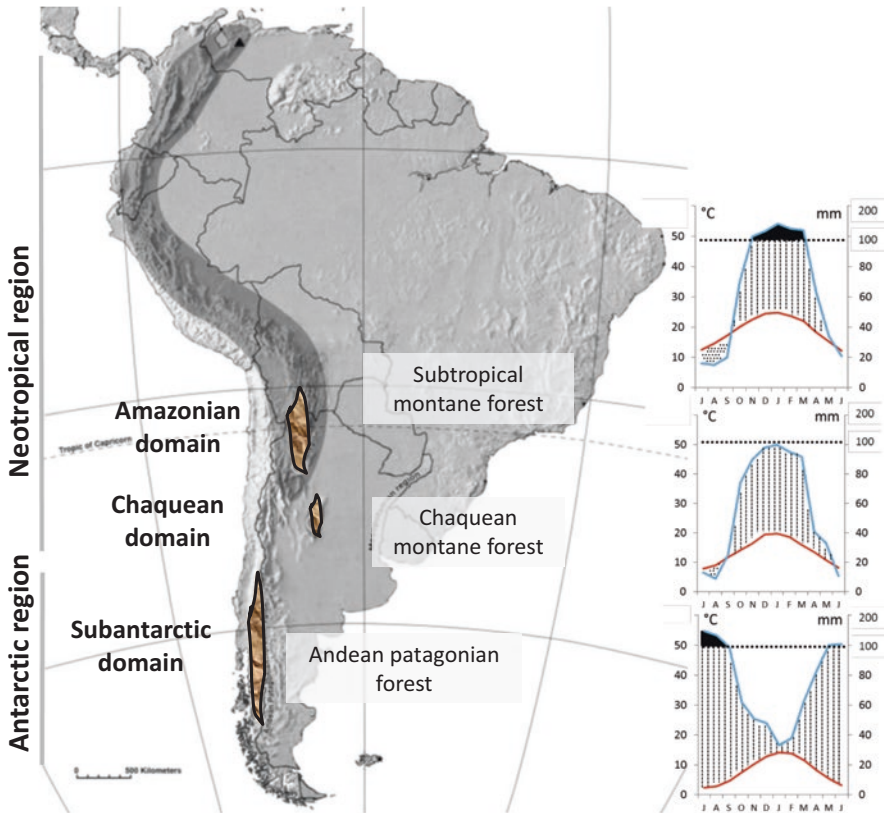 Neotropical region
Antarctic region
Amazonian
domain
Chaquean
domain
Subantarctic
domain
Subtropical
montane forest
Chaquean
montane forest
Andean patagonian
forest
Tropic of Capricorn
region
0 500 Kilometers
°C mm
200
50 100
40 80
30 60
20 40
10 20
0 0
J A S O N D J F M A M J
°C mm
200
50 100
40 80
30 60
20 40
10 20
0 0
J A S O N D J F M A M J
°C mm
200
50 100
40 80
30 60
20 40
10 20
0 0
J A S O N D J F M A M J